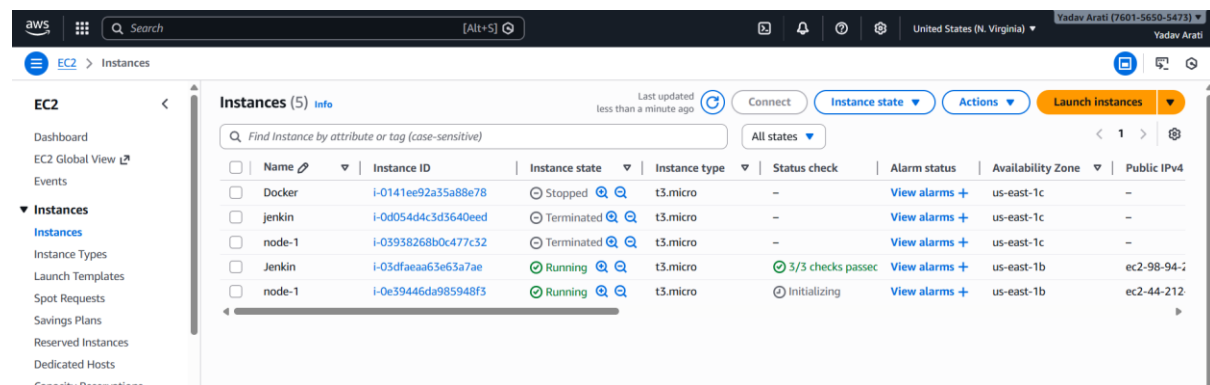 aws
Search
[Alt+S]
United States (N. Virginia)
Yadav Arati (7601-5650-5473)
Yadav Arati
EC2 > Instances
EC2
Dashboard
EC2 Global View
Events
Instances
Instances
Instance Types
Launch Templates
Spot Requests
Savings Plans
Reserved Instances
Dedicated Hosts
Instances (5) Info
Last updated
less than a minute ago
Connect
Instance state
Actions
Launch instances
Find Instance by attribute or tag (case-sensitive)
All states
1
Name Instance ID Instance state Instance type Status check Alarm status Availability Zone Public IPv4
Docker i-0141ee92a35a88e78 Stopped t3.micro – View alarms + us-east-1c –
jenkin i-0d054d4c3d3640eed Terminated t3.micro – View alarms + us-east-1c –
node-1 i-03938268b0c477c32 Terminated t3.micro – View alarms + us-east-1c –
Jenkin i-03dfaeaa63e63a7ae Running t3.micro 3/3 checks passec View alarms + us-east-1b ec2-98-94-2
node-1 i-0e39446da985948f3 Running t3.micro Initializing View alarms + us-east-1b ec2-44-212-